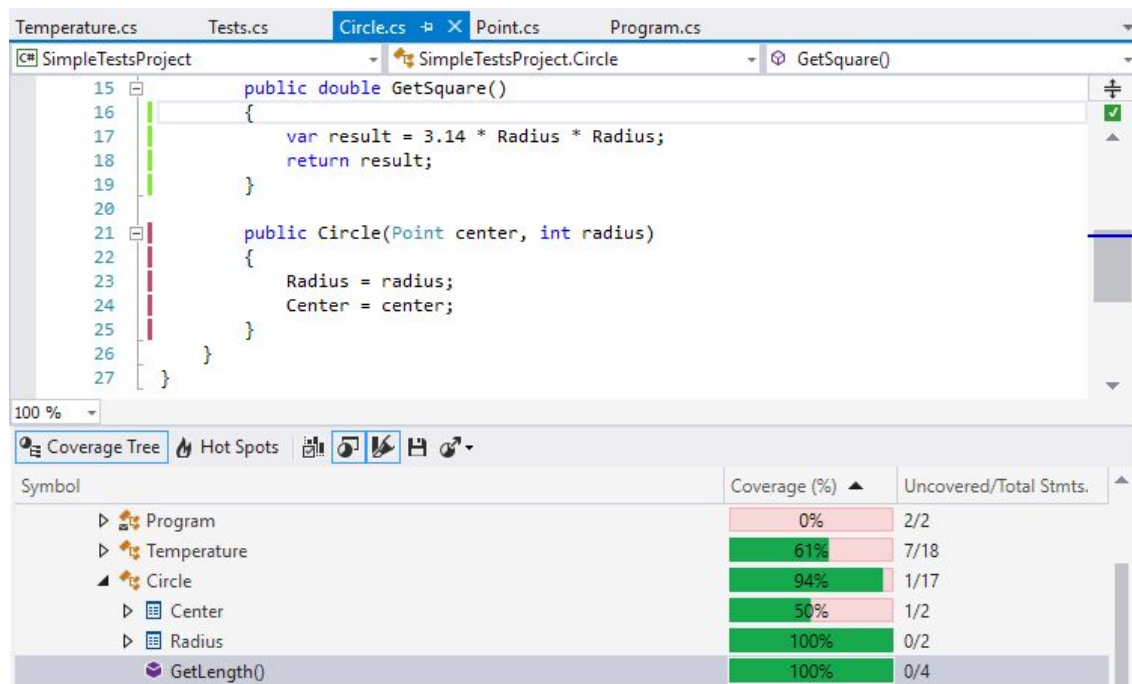 Temperature.cs Tests.cs Circle.cs Point.cs Program.cs
C# SimpleTestsProject SimpleTestsProject.Circle GetSquare()
15 public double GetSquare()
16 {
17 var result = 3.14 * Radius * Radius;
18 return result;
19 }
20
21 public Circle(Point center, int radius)
22 {
23 Radius = radius;
24 Center = center;
25 }
26 }
27 }
100 %
Coverage Tree Hot Spots
Symbol Coverage (%) Uncovered/Total Stmts.
Program 0% 2/2
Temperature 61% 7/18
Circle 94% 1/17
Center 50% 1/2
Radius 100% 0/2
GetLength() 100% 0/4